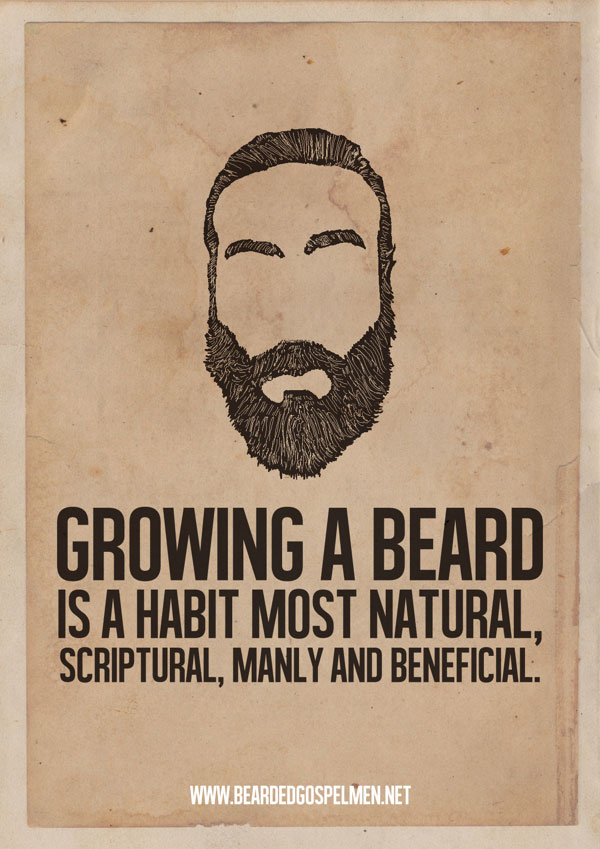 GROWING A BEARD
IS A HABIT MOST NATURAL,
SCRIPTURAL, MANLY AND BENEFICIAL.
WWW.BEARDEDGOSPELMEN.NET